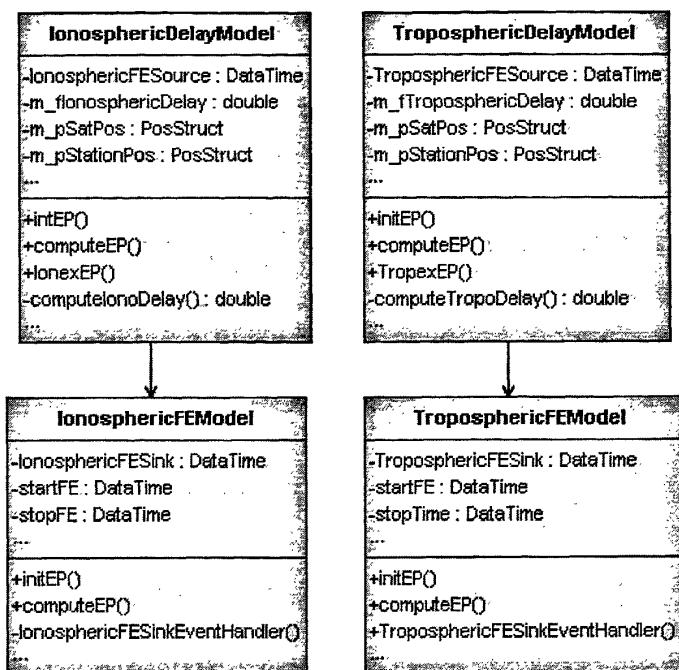 IonosphericDelayModel
-IonosphericFESource : DataTime
-m_fIonosphericDelay : double
-m_pSatPos : PosStruct
-m_pStationPos : PosStruct
...
+intEP()
+computeEP()
+IonexEP()
-computeIonoDelay() : double
...
TroposphericDelayModel
-TroposphericFESource : DataTime
-m_fTroposphericDelay : double
-m_pSatPos : PosStruct
-m_pStationPos : PosStruct
...
+initEP()
+computeEP()
+TropexEP()
-computeTropoDelay() : double
...
IonosphericFEModel
-IonosphericFESink : DataTime
-startFE : DataTime
-stopFE : DataTime
...
+initEP()
+computeEP()
-IonosphericFESinkEventHandler()
...
TroposphericFEModel
-TroposphericFESink : DataTime
-startFE : DataTime
-stopTime : DataTime
...
+initEP()
+computeEP()
+TroposphericFESinkEventHandler()
...